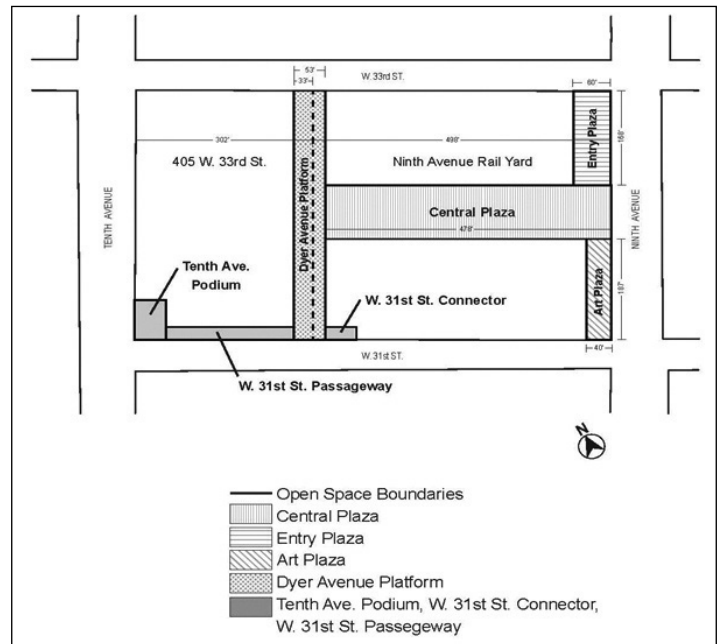 53'
W. 33rd ST.
33'
60'
302'
498'
405 W. 33rd St.
Ninth Avenue Rail Yard
Entry Plaza
Dyer Avenue Platform
TENTH AVENUE
Central Plaza
478'
NINTH AVENUE
Tenth Ave.
Podium
W. 31st St. Connector
Art Plaza
187'
40'
W. 31st ST.
W. 31st St. Passageway
N
Open Space Boundaries
Central Plaza
Entry Plaza
Art Plaza
Dyer Avenue Platform
Tenth Ave. Podium, W. 31st St. Connector,
W. 31st St. Passegeway